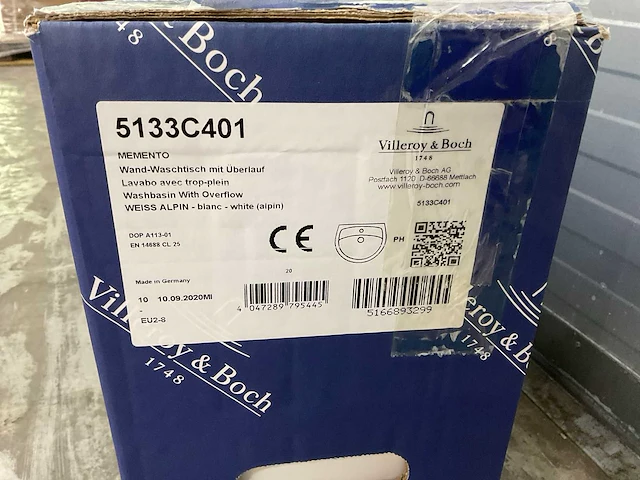 48
& Boch
Villeroy
5133C401
MEMENTO
Wand-Waschtisch mit Überlauf
Lavabo avec trop-plein
Washbasin With Overflow
WEISS ALPIN - blanc - white (alpin)
DOP A113-01
EN 14688 CL 25
CE
Villeroy & Boch
1748
Villeroy & Boch AG
Postfach 1120 ,D-66688 Mettlach
www.villeroy-boch.com
5133C401
PH
20
Made in Germany
10 10.09.2020MI
-
EU2-8
4 047289 795445
5166893299
Villeroy & Boch
1748
leroy & B
1748